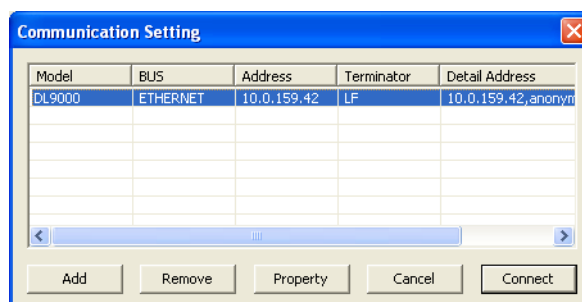 Communication Setting
Model BUS Address Terminator Detail Address
DL9000 ETHERNET 10.0.159.42 LF 10.0.159.42,anonym
Add Remove Property Cancel Connect